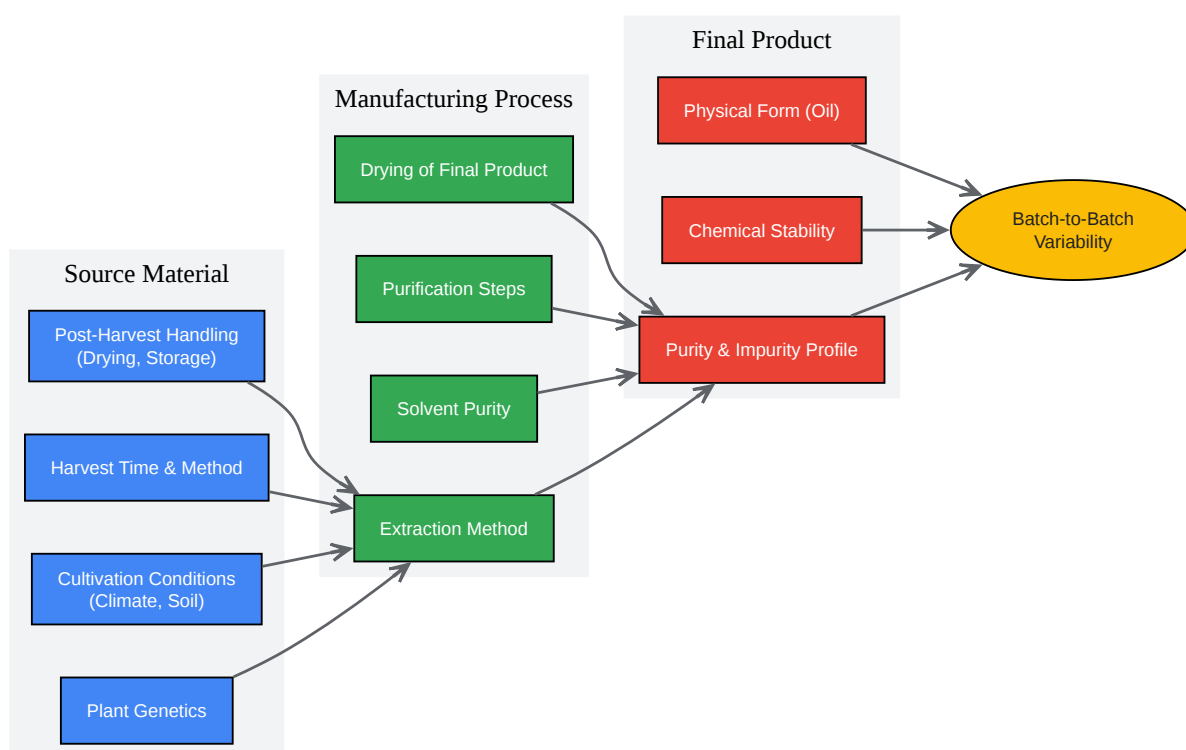 Final Product
Physical Form (Oil)
Chemical Stability
Purity & Impurity Profile
Manufacturing Process
Drying of Final Product
Purification Steps
Solvent Purity
Extraction Method
Source Material
Post-Harvest Handling
(Drying, Storage)
Harvest Time & Method
Cultivation Conditions
(Climate, Soil)
Plant Genetics
Batch-to-Batch
Variability